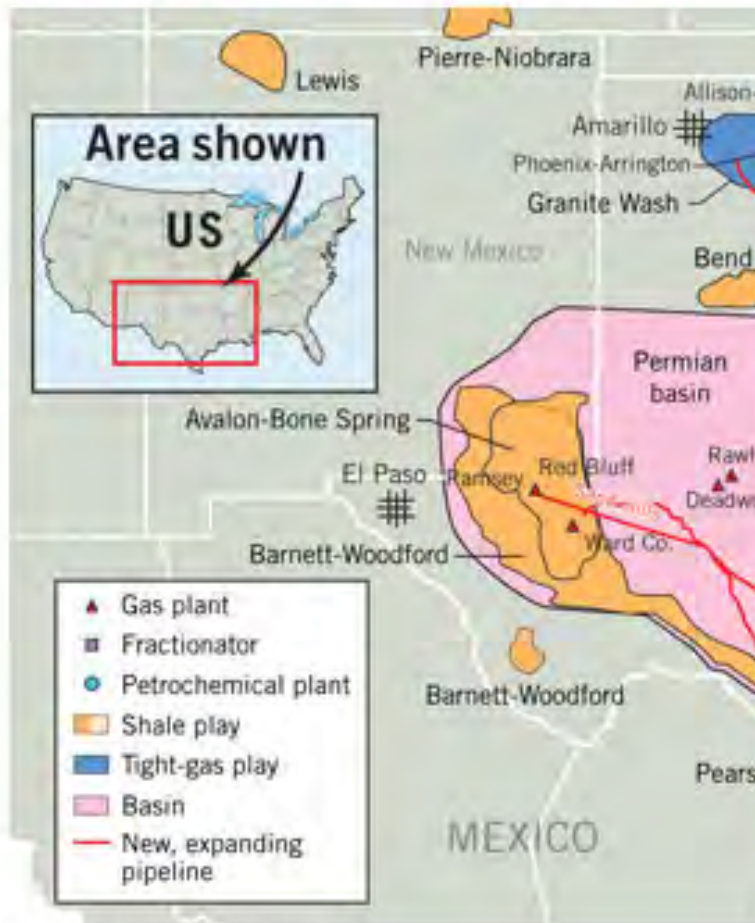 Pierre-Niobrara
Lewis
Allison-
Area shown
US
Amarillo
Phoenix-Arrington
Granite Wash
New Mexico
Bend
Permian
basin
Avalon-Bone Spring
El Paso
Ramsey
Red Bluff
Rawl
Deadw
Ward Co.
Barnett-Woodford
Gas plant
Fractionator
Petrochemical plant
Shale play
Tight-gas play
Basin
New, expanding
pipeline
Barnett-Woodford
Pears
MEXICO